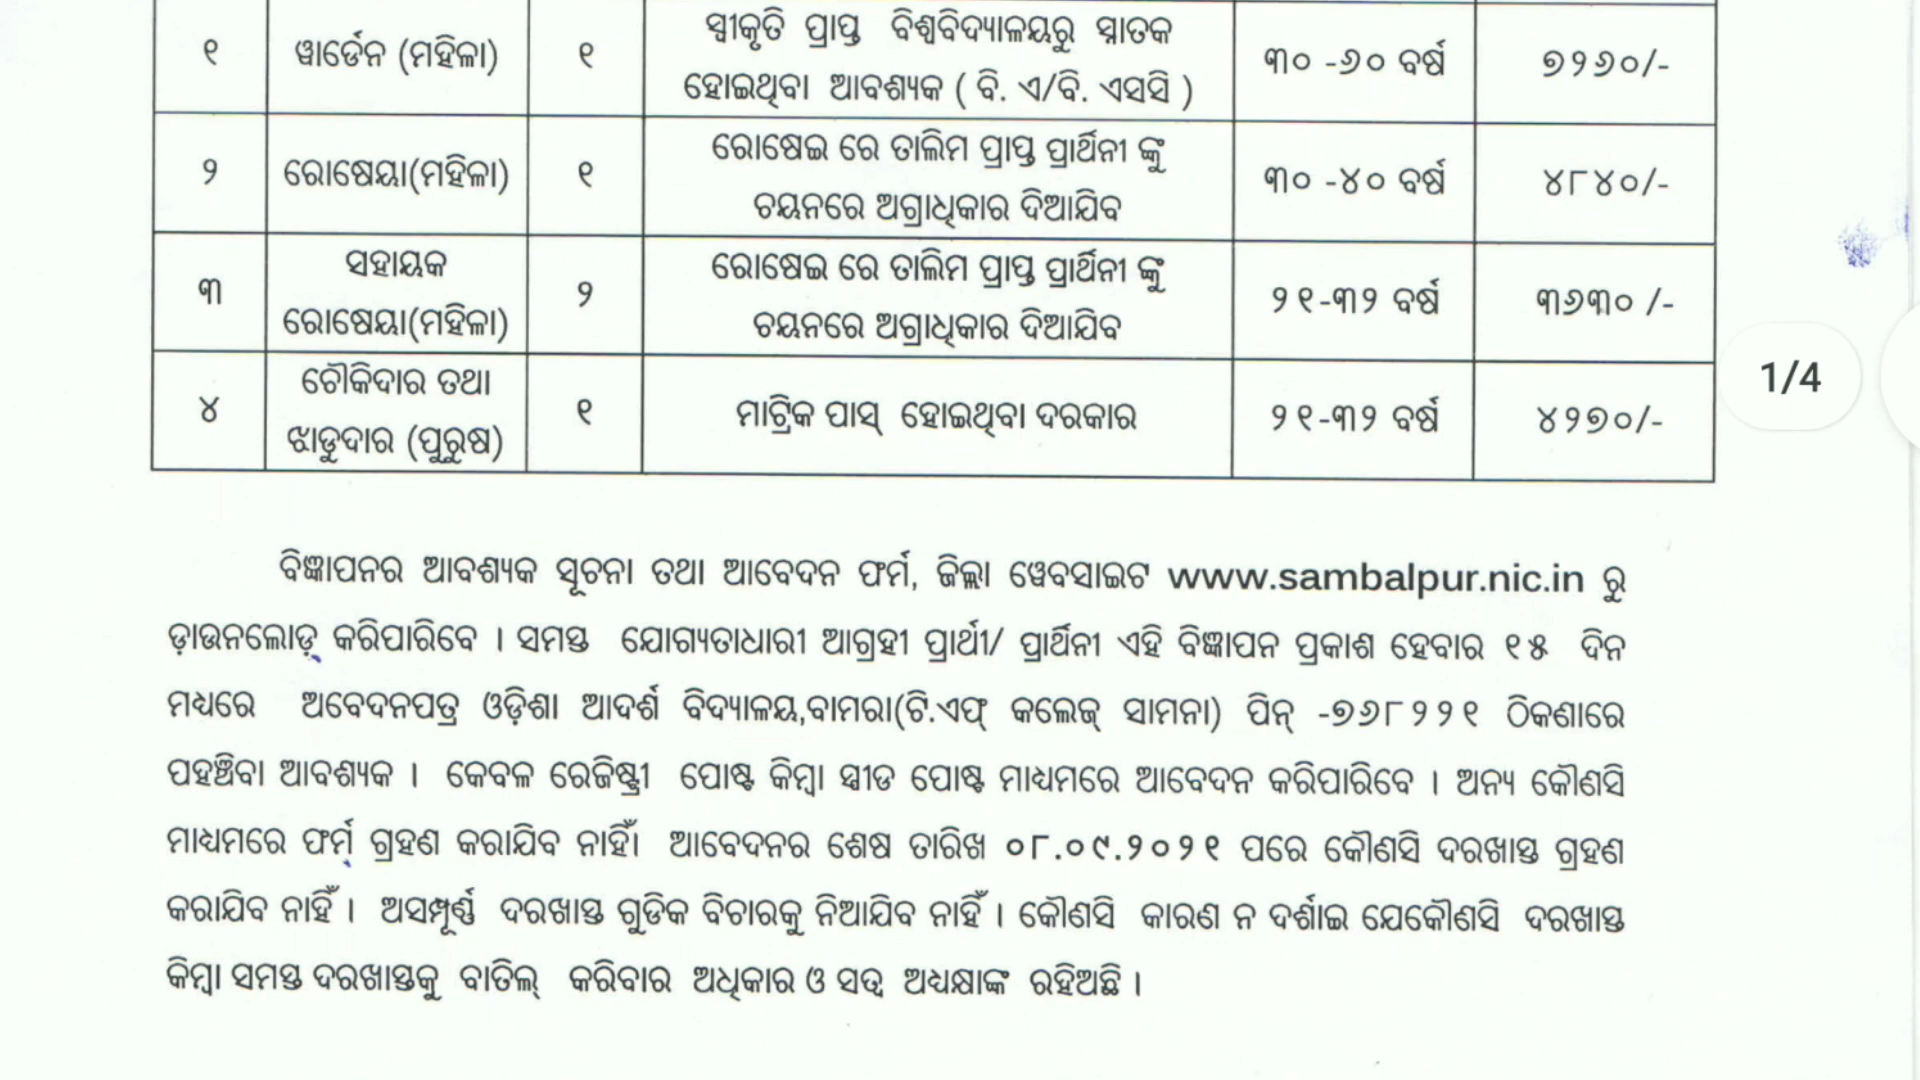 ୧ ୱାର୍ଡେନ (ମହିଳା) ୧ ସ୍ୱୀକୃତି ପ୍ରାପ୍ତ ବିଶ୍ୱବିଦ୍ୟାଳୟରୁ ସ୍ନାତକ ୩୦ -୬୦ ବର୍ଷ ୭୨୬୦/-
ହୋଇଥିବା ଆବଶ୍ୟକ ( ବି. ଏ/ବି. ଏସସି )
୨ ରୋଷେୟା(ମହିଳା) ୧ ରୋଷେଇ ରେ ତାଲିମ ପ୍ରାପ୍ତ ପ୍ରାର୍ଥିନୀ ଙ୍କୁ ୩୦ -୪୦ ବର୍ଷ ୪୮୪୦/-
ଚୟନରେ ଅଗ୍ରାଧିକାର ଦିଆଯିବ
୩ ସହାୟକ ୨ ରୋଷେଇ ରେ ତାଲିମ ପ୍ରାପ୍ତ ପ୍ରାର୍ଥିନୀ ଙ୍କୁ ୨୧-୩୨ ବର୍ଷ ୩୬୩୦ /-
ରୋଷେୟା(ମହିଳା) ଚୟନରେ ଅଗ୍ରାଧିକାର ଦିଆଯିବ
୪ ଚୌକିଦାର ତଥା ୧ ମାଟ୍ରିକ ପାସ୍ ହୋଇଥିବା ଦରକାର ୨୧-୩୨ ବର୍ଷ ୪୨୭୦/-
ଝାଡୁଦାର (ପୁରୁଷ)
1/4
ବିଜ୍ଞାପନର ଆବଶ୍ୟକ ସୂଚନା ତଥା ଆବେଦନ ଫର୍ମ, ଜିଲ୍ଲା ୱେବସାଇଟ www.sambalpur.nic.in ରୁ
ଡ଼ାଉନଲୋଡ଼୍ କରିପାରିବେ । ସମସ୍ତ ଯୋଗ୍ୟତାଧାରୀ ଆଗ୍ରହୀ ପ୍ରାର୍ଥୀ/ ପ୍ରାର୍ଥିନୀ ଏହି ବିଜ୍ଞାପନ ପ୍ରକାଶ ହେବାର ୧୫ ଦିନ
ମଧ୍ୟରେ ଅବେଦନପତ୍ର ଓଡ଼ିଶା ଆଦର୍ଶ ବିଦ୍ୟାଳୟ,ବାମରା(ଟି.ଏଫ୍ କଲେଜ୍ ସାମନା) ପିନ୍ -୭୬୮୨୨୧ ଠିକଣାରେ
ପହଞ୍ଚିବା ଆବଶ୍ୟକ । କେବଳ ରେଜିଷ୍ଟ୍ରୀ ପୋଷ୍ଟ କିମ୍ବା ସ୍ପୀଡ ପୋଷ୍ଟ ମାଧ୍ୟମରେ ଆବେଦନ କରିପାରିବେ । ଅନ୍ୟ କୌଣସି
ମାଧ୍ୟମରେ ଫର୍ମ୍ ଗ୍ରହଣ କରାଯିବ ନାହିଁ। ଆବେଦନର ଶେଷ ତାରିଖ ୦୮.୦୯.୨୦୨୧ ପରେ କୌଣସି ଦରଖାସ୍ତ ଗ୍ରହଣ
କରାଯିବ ନାହିଁ । ଅସମ୍ପୂର୍ଣ୍ଣ ଦରଖାସ୍ତ ଗୁଡିକ ବିଚାରକୁ ନିଆଯିବ ନାହିଁ । କୌଣସି କାରଣ ନ ଦର୍ଶାଇ ଯେକୌଣସି ଦରଖାସ୍ତ
କିମ୍ବା ସମସ୍ତ ଦରଖାସ୍ତକୁ ବାତିଲ୍ କରିବାର ଅଧିକାର ଓ ସତ୍ତ୍ୱ ଅଧ୍ୟକ୍ଷାଙ୍କ ରହିଅଛି ।